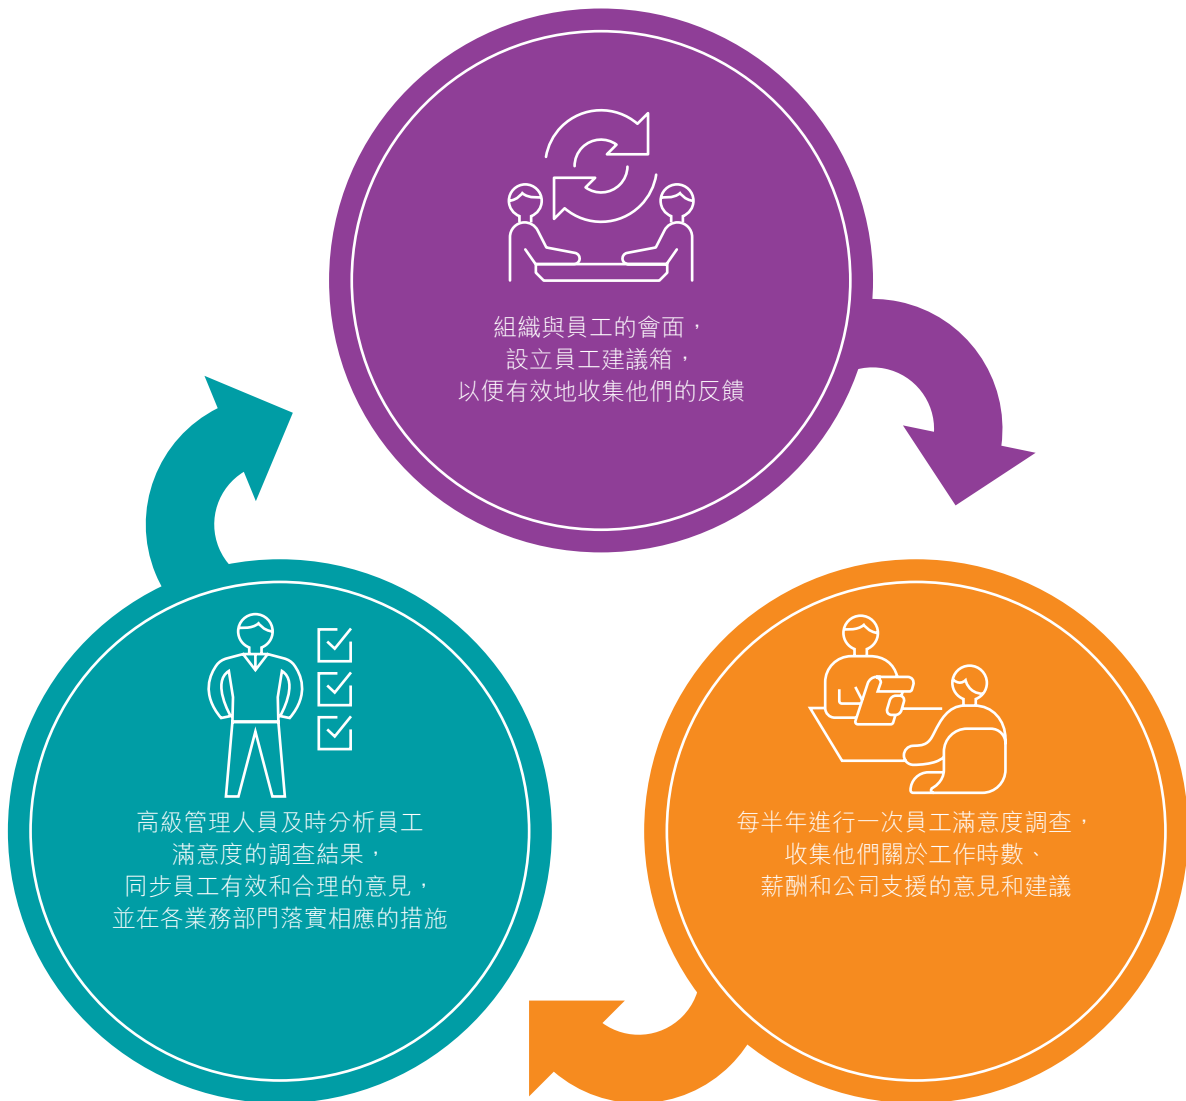 組織與員工的會面，
設立員工建議箱，
以便有效地收集他們的反饋
每半年進行一次員工滿意度調查，
收集他們關於工作時數、
薪酬和公司支援的意見和建議
高級管理人員及時分析員工
滿意度的調查結果，
同步員工有效和合理的意見，
並在各業務部門落實相應的措施